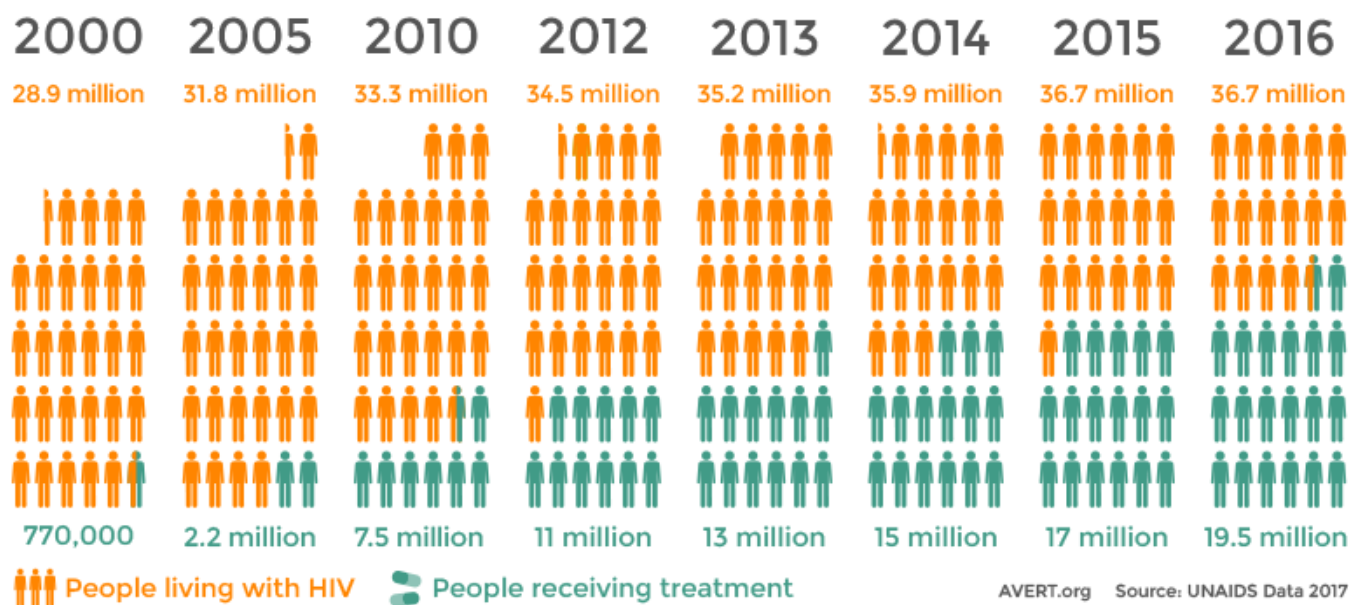 2000 2005 2010 2012 2013 2014 2015 2016
28.9 million 31.8 million 33.3 million 34.5 million 35.2 million 35.9 million 36.7 million 36.7 million
770,000 2.2 million 7.5 million 11 million 13 million 15 million 17 million 19.5 million
People living with HIV People receiving treatment AVERT.org Source: UNAIDS Data 2017